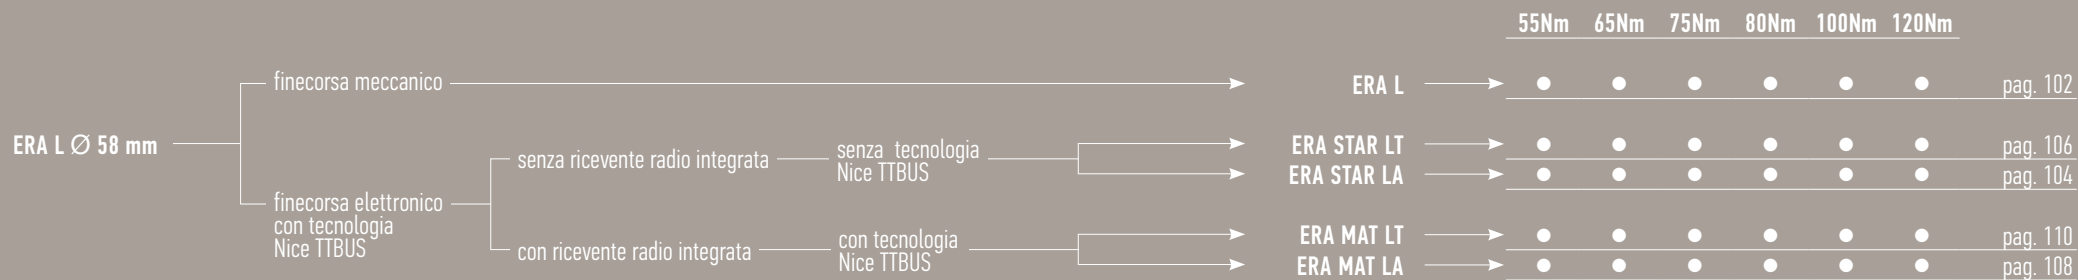 55Nm 65Nm 75Nm 80Nm 100Nm 120Nm
finecorsa meccanico
ERA L
pag. 102
ERA L Ø 58 mm
senza ricevente radio integrata
senza tecnologia
Nice TTBUS
ERA STAR LT
pag. 106
ERA STAR LA
pag. 104
finecorsa elettronico
con tecnologia
Nice TTBUS
con ricevente radio integrata
con tecnologia
Nice TTBUS
ERA MAT LT
pag. 110
ERA MAT LA
pag. 108